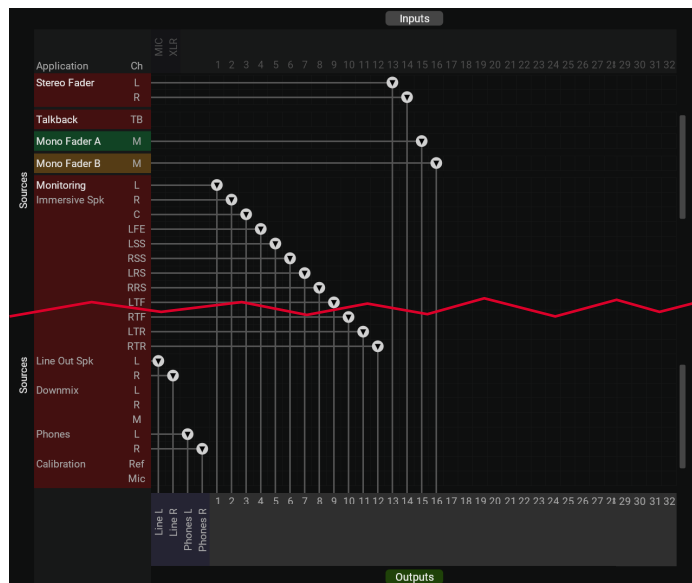 Inputs
MIC
XLR
Application Ch 1 2 3 4 5 6 7 8 9 10 11 12 13 14 15 16 17 18 19 20 21 22 23 24 25 26 27 28 29 30 31 32
Stereo Fader L
R
Talkback TB
Mono Fader A M
Mono Fader B M
Sources
Monitoring L
Immersive Spk R
C
LFE
LSS
RSS
LRS
RRS
LTF
RTF
LTR
RTR
Sources
Line Out Spk L
R
Downmix L
R
M
Phones L
R
Calibration Ref
Mic
1 2 3 4 5 6 7 8 9 10 11 12 13 14 15 16 17 18 19 20 21 22 23 24 25 26 27 28 29 30 31 32
Line L
Line R
Phones L
Phones R
Outputs